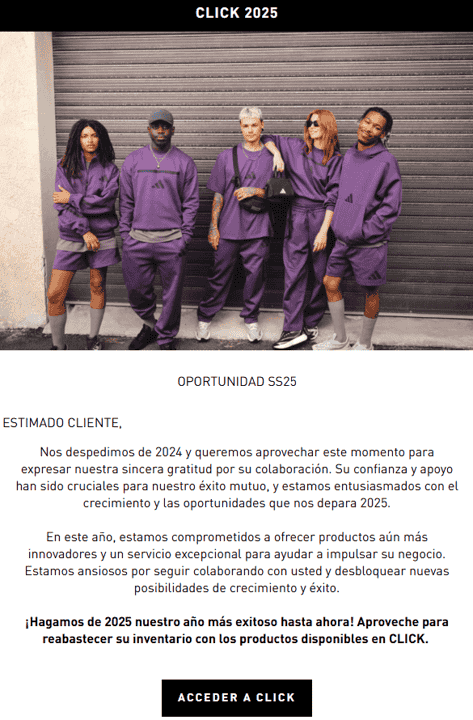 CLICK 2025
OPORTUNIDAD SS25
ESTIMADO CLIENTE,
Nos despedimos de 2024 y queremos aprovechar este momento para
expresar nuestra sincera gratitud por su colaboración. Su confianza y apoyo
han sido cruciales para nuestro éxito mutuo, y estamos entusiasmados con el
crecimiento y las oportunidades que nos depara 2025.
En este año, estamos comprometidos a ofrecer productos aún más
innovadores y un servicio excepcional para ayudar a impulsar su negocio.
Estamos ansiosos por seguir colaborando con usted y desbloquear nuevas
posibilidades de crecimiento y éxito.
¡Hagamos de 2025 nuestro año más exitoso hasta ahora! Aproveche para
reabastecer su inventario con los productos disponibles en CLICK.
ACCEDER A CLICK